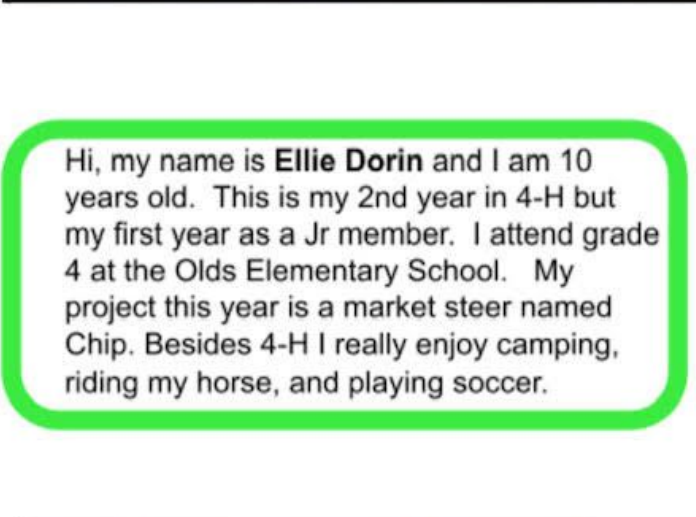 Hi, my name is Ellie Dorin and I am 10
years old.  This is my 2nd year in 4-H but
my first year as a Jr member.  I attend grade
4 at the Olds Elementary School.   My
project this year is a market steer named
Chip. Besides 4-H I really enjoy camping,
riding my horse, and playing soccer.